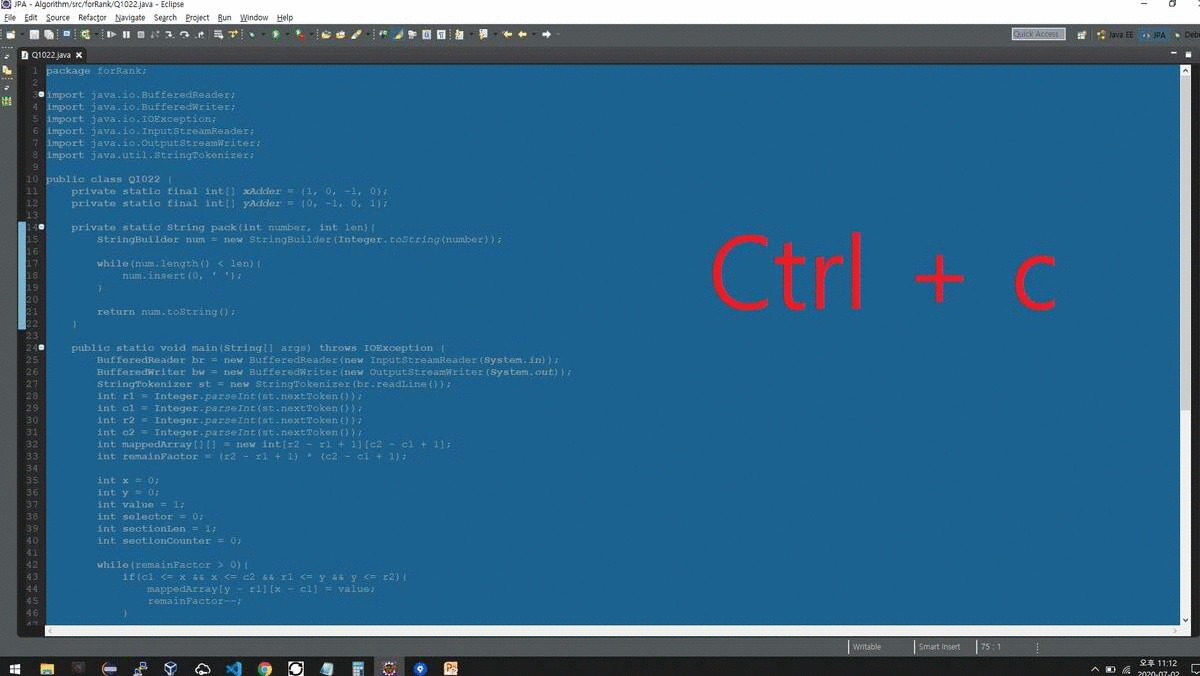 JPA - Algorithm/src/forRank/Q1022.java - Eclipse
File Edit Source Refactor Navigate Search Project Run Window Help
Quick Access Java EE JPA Debu
Q1022.java
1 package forRank;
2
3 import java.io.BufferedReader;
4 import java.io.BufferedWriter;
5 import java.io.IOException;
6 import java.io.InputStreamReader;
7 import java.io.OutputStreamWriter;
8 import java.util.StringTokenizer;
9
10 public class Q1022 {
11 private static final int[] xAdder = {1, 0, -1, 0};
12 private static final int[] yAdder = {0, -1, 0, 1};
13
14 private static String pack(int number, int len){
15 StringBuilder num = new StringBuilder(Integer.toString(number));
16
17 while(num.length() < len){
18 num.insert(0, ' ');
19 }
20
21 return num.toString();
22 }
23
24 public static void main(String[] args) throws IOException {
25 BufferedReader br = new BufferedReader(new InputStreamReader(System.in));
26 BufferedWriter bw = new BufferedWriter(new OutputStreamWriter(System.out));
27 StringTokenizer st = new StringTokenizer(br.readLine());
28 int r1 = Integer.parseInt(st.nextToken());
29 int c1 = Integer.parseInt(st.nextToken());
30 int r2 = Integer.parseInt(st.nextToken());
31 int c2 = Integer.parseInt(st.nextToken());
32 int mappedArray[][] = new int[r2 - r1 + 1][c2 - c1 + 1];
33 int remainFactor = (r2 - r1 + 1) * (c2 - c1 + 1);
34
35 int x = 0;
36 int y = 0;
37 int value = 1;
38 int selector = 0;
39 int sectionLen = 1;
40 int sectionCounter = 0;
41
42 while(remainFactor > 0){
43 if(c1 <= x && x <= c2 && r1 <= y && y <= r2){
44 mappedArray[y - r1][x - c1] = value;
45 remainFactor--;
46 }
47
Ctrl + c
Writable Smart Insert 75 : 1
오후 11:12
2020-07-02